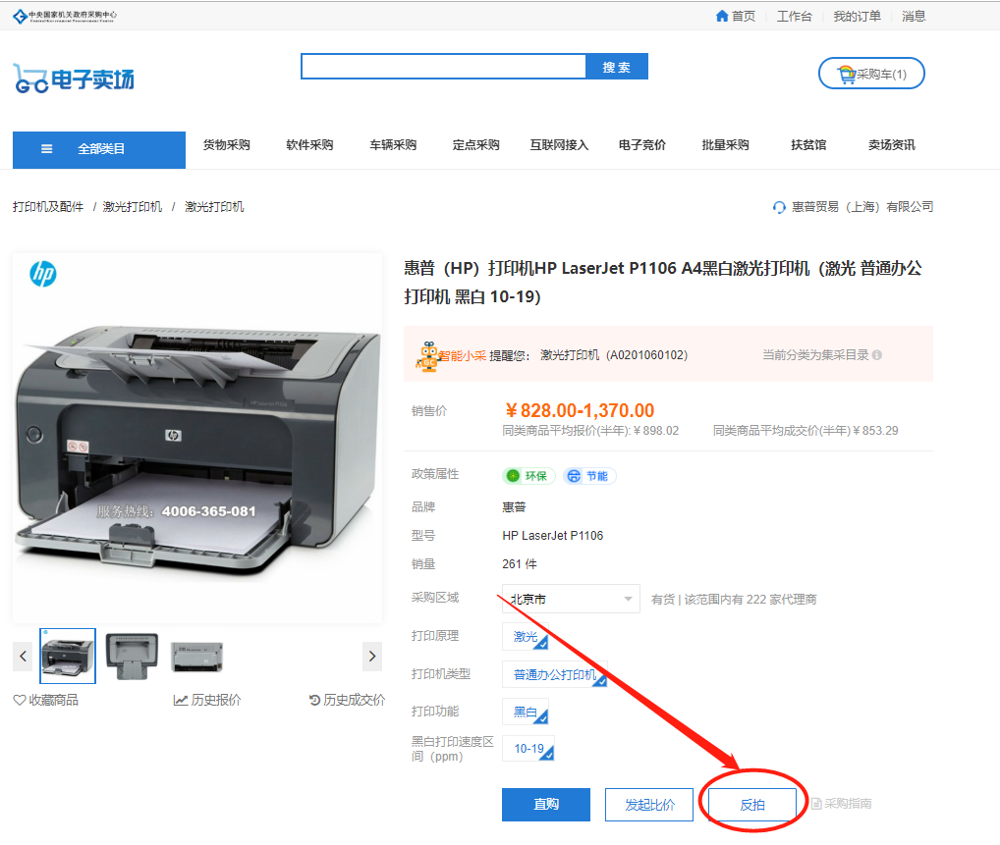 中央国家机关政府采购中心
首页 工作台 我的订单 消息
电子卖场
搜索
采购车(1)
全部类目 货物采购 软件采购 车辆采购 定点采购 互联网接入 电子竞价 批量采购 扶贫馆 卖场资讯
打印机及配件 / 激光打印机 / 激光打印机
惠普贸易（上海）有限公司
hp
惠普（HP）打印机HP LaserJet P1106 A4黑白激光打印机（激光 普通办公
打印机 黑白 10-19）
智能小采 提醒您： 激光打印机（A0201060102） 当前分类为集采目录
销售价 ￥828.00-1,370.00
同类商品平均报价(半年):￥898.02 同类商品平均成交价(半年)￥853.29
政策属性 环保 节能
品牌 惠普
型号 HP LaserJet P1106
服务热线：4006-365-081
销量 261 件
采购区域 北京市 有货 | 该范围内有 222 家代理商
打印原理 激光
打印机类型 普通办公打印机
收藏商品 历史报价 历史成交价
打印功能 黑白
黑白打印速度区
间（ppm） 10-19
直购 发起比价 反拍 采购指南